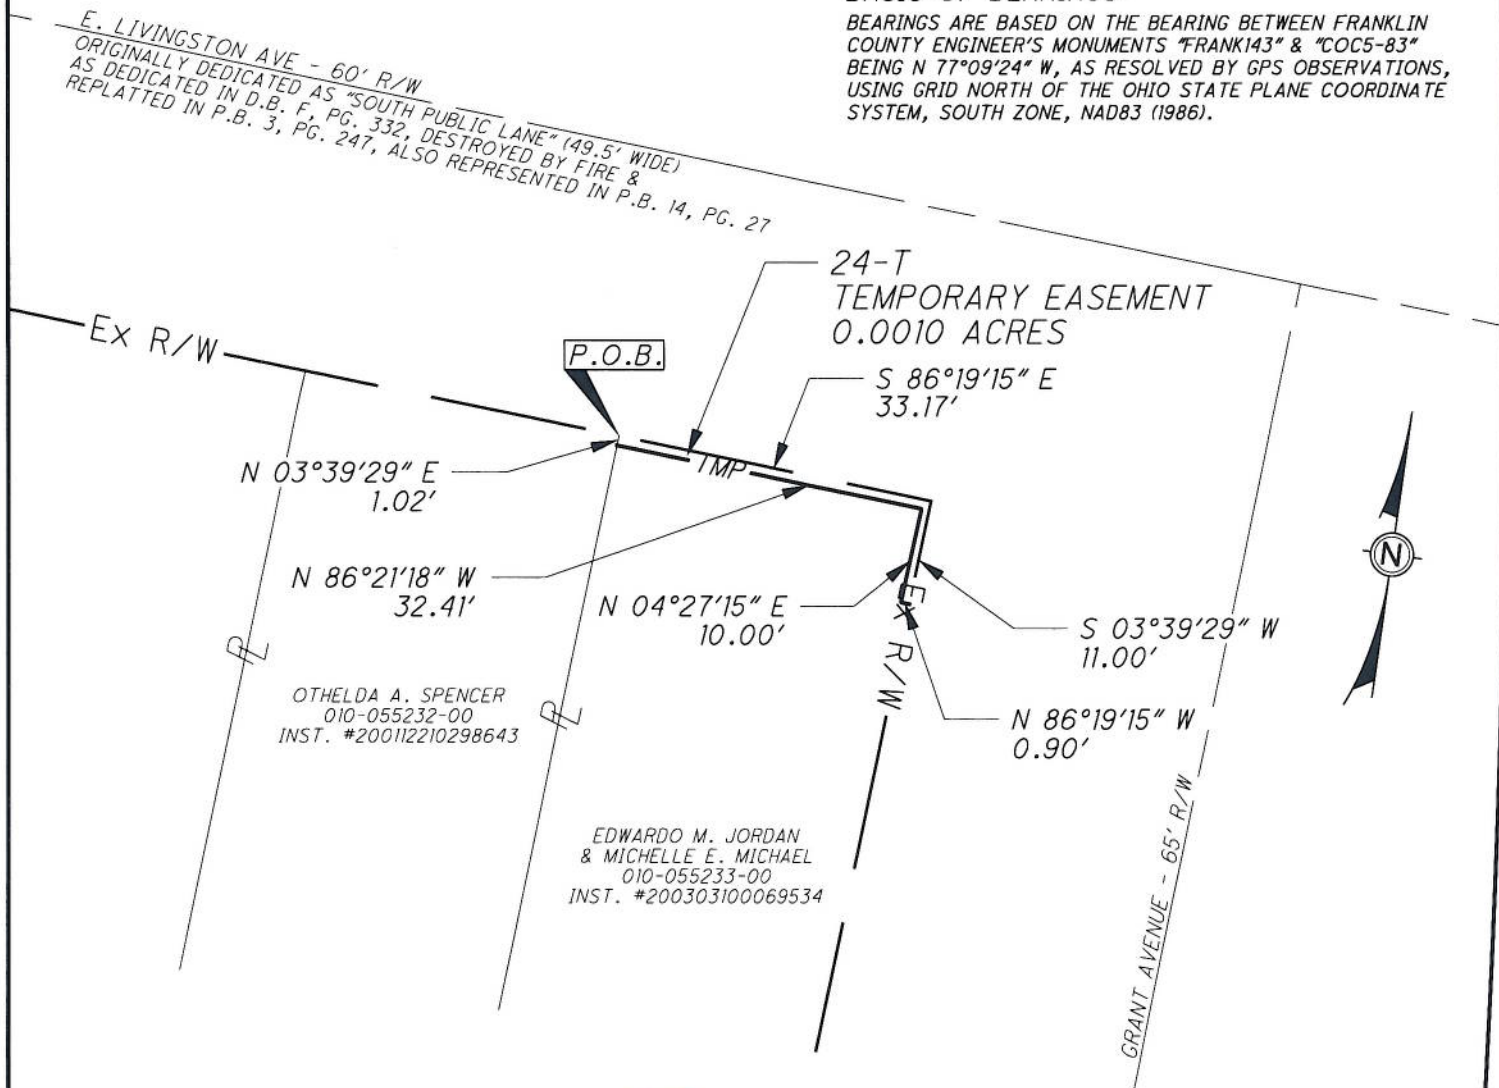 BEARINGS ARE BASED ON THE BEARING BETWEEN FRANKLIN
COUNTY ENGINEER'S MONUMENTS "FRANK143" & "COC5-83"
BEING N 77°09'24" W, AS RESOLVED BY GPS OBSERVATIONS,
USING GRID NORTH OF THE OHIO STATE PLANE COORDINATE
SYSTEM, SOUTH ZONE, NAD83 (1986).
E. LIVINGSTON AVE - 60' R/W
ORIGINALLY DEDICATED AS "SOUTH PUBLIC LANE" (49.5' WIDE)
AS DEDICATED IN D.B. F, PG. 332, DESTROYED BY FIRE &
REPLATTED IN P.B. 3, PG. 247, ALSO REPRESENTED IN P.B. 14, PG. 27
24-T
TEMPORARY EASEMENT
0.0010 ACRES
Ex R/W
P.O.B.
S 86°19'15" E
33.17'
TMP
N 03°39'29" E
1.02'
N 86°21'18" W
32.41'
N 04°27'15" E
10.00'
Ex R/W
S 03°39'29" W
11.00'
N 86°19'15" W
0.90'
N
PL
PL
OTHELDA A. SPENCER
010-055232-00
INST. #200112210298643
EDWARDO M. JORDAN
& MICHELLE E. MICHAEL
010-055233-00
INST. #200303100069534
GRANT AVENUE - 65' R/W